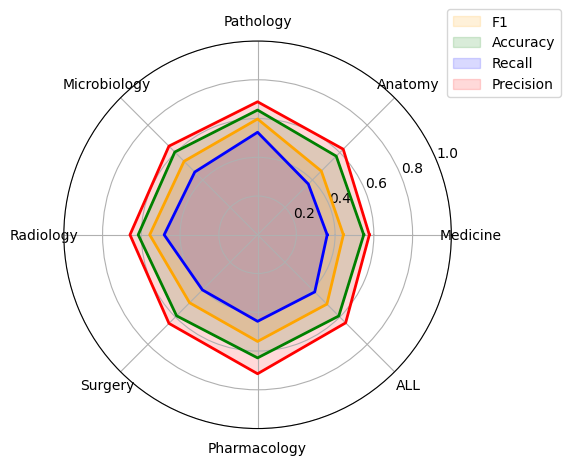 Pathology
F1
Accuracy
Recall
Precision
Microbiology
Anatomy
1.0
0.8
0.6
0.4
0.2
Radiology
Medicine
Surgery
ALL
Pharmacology